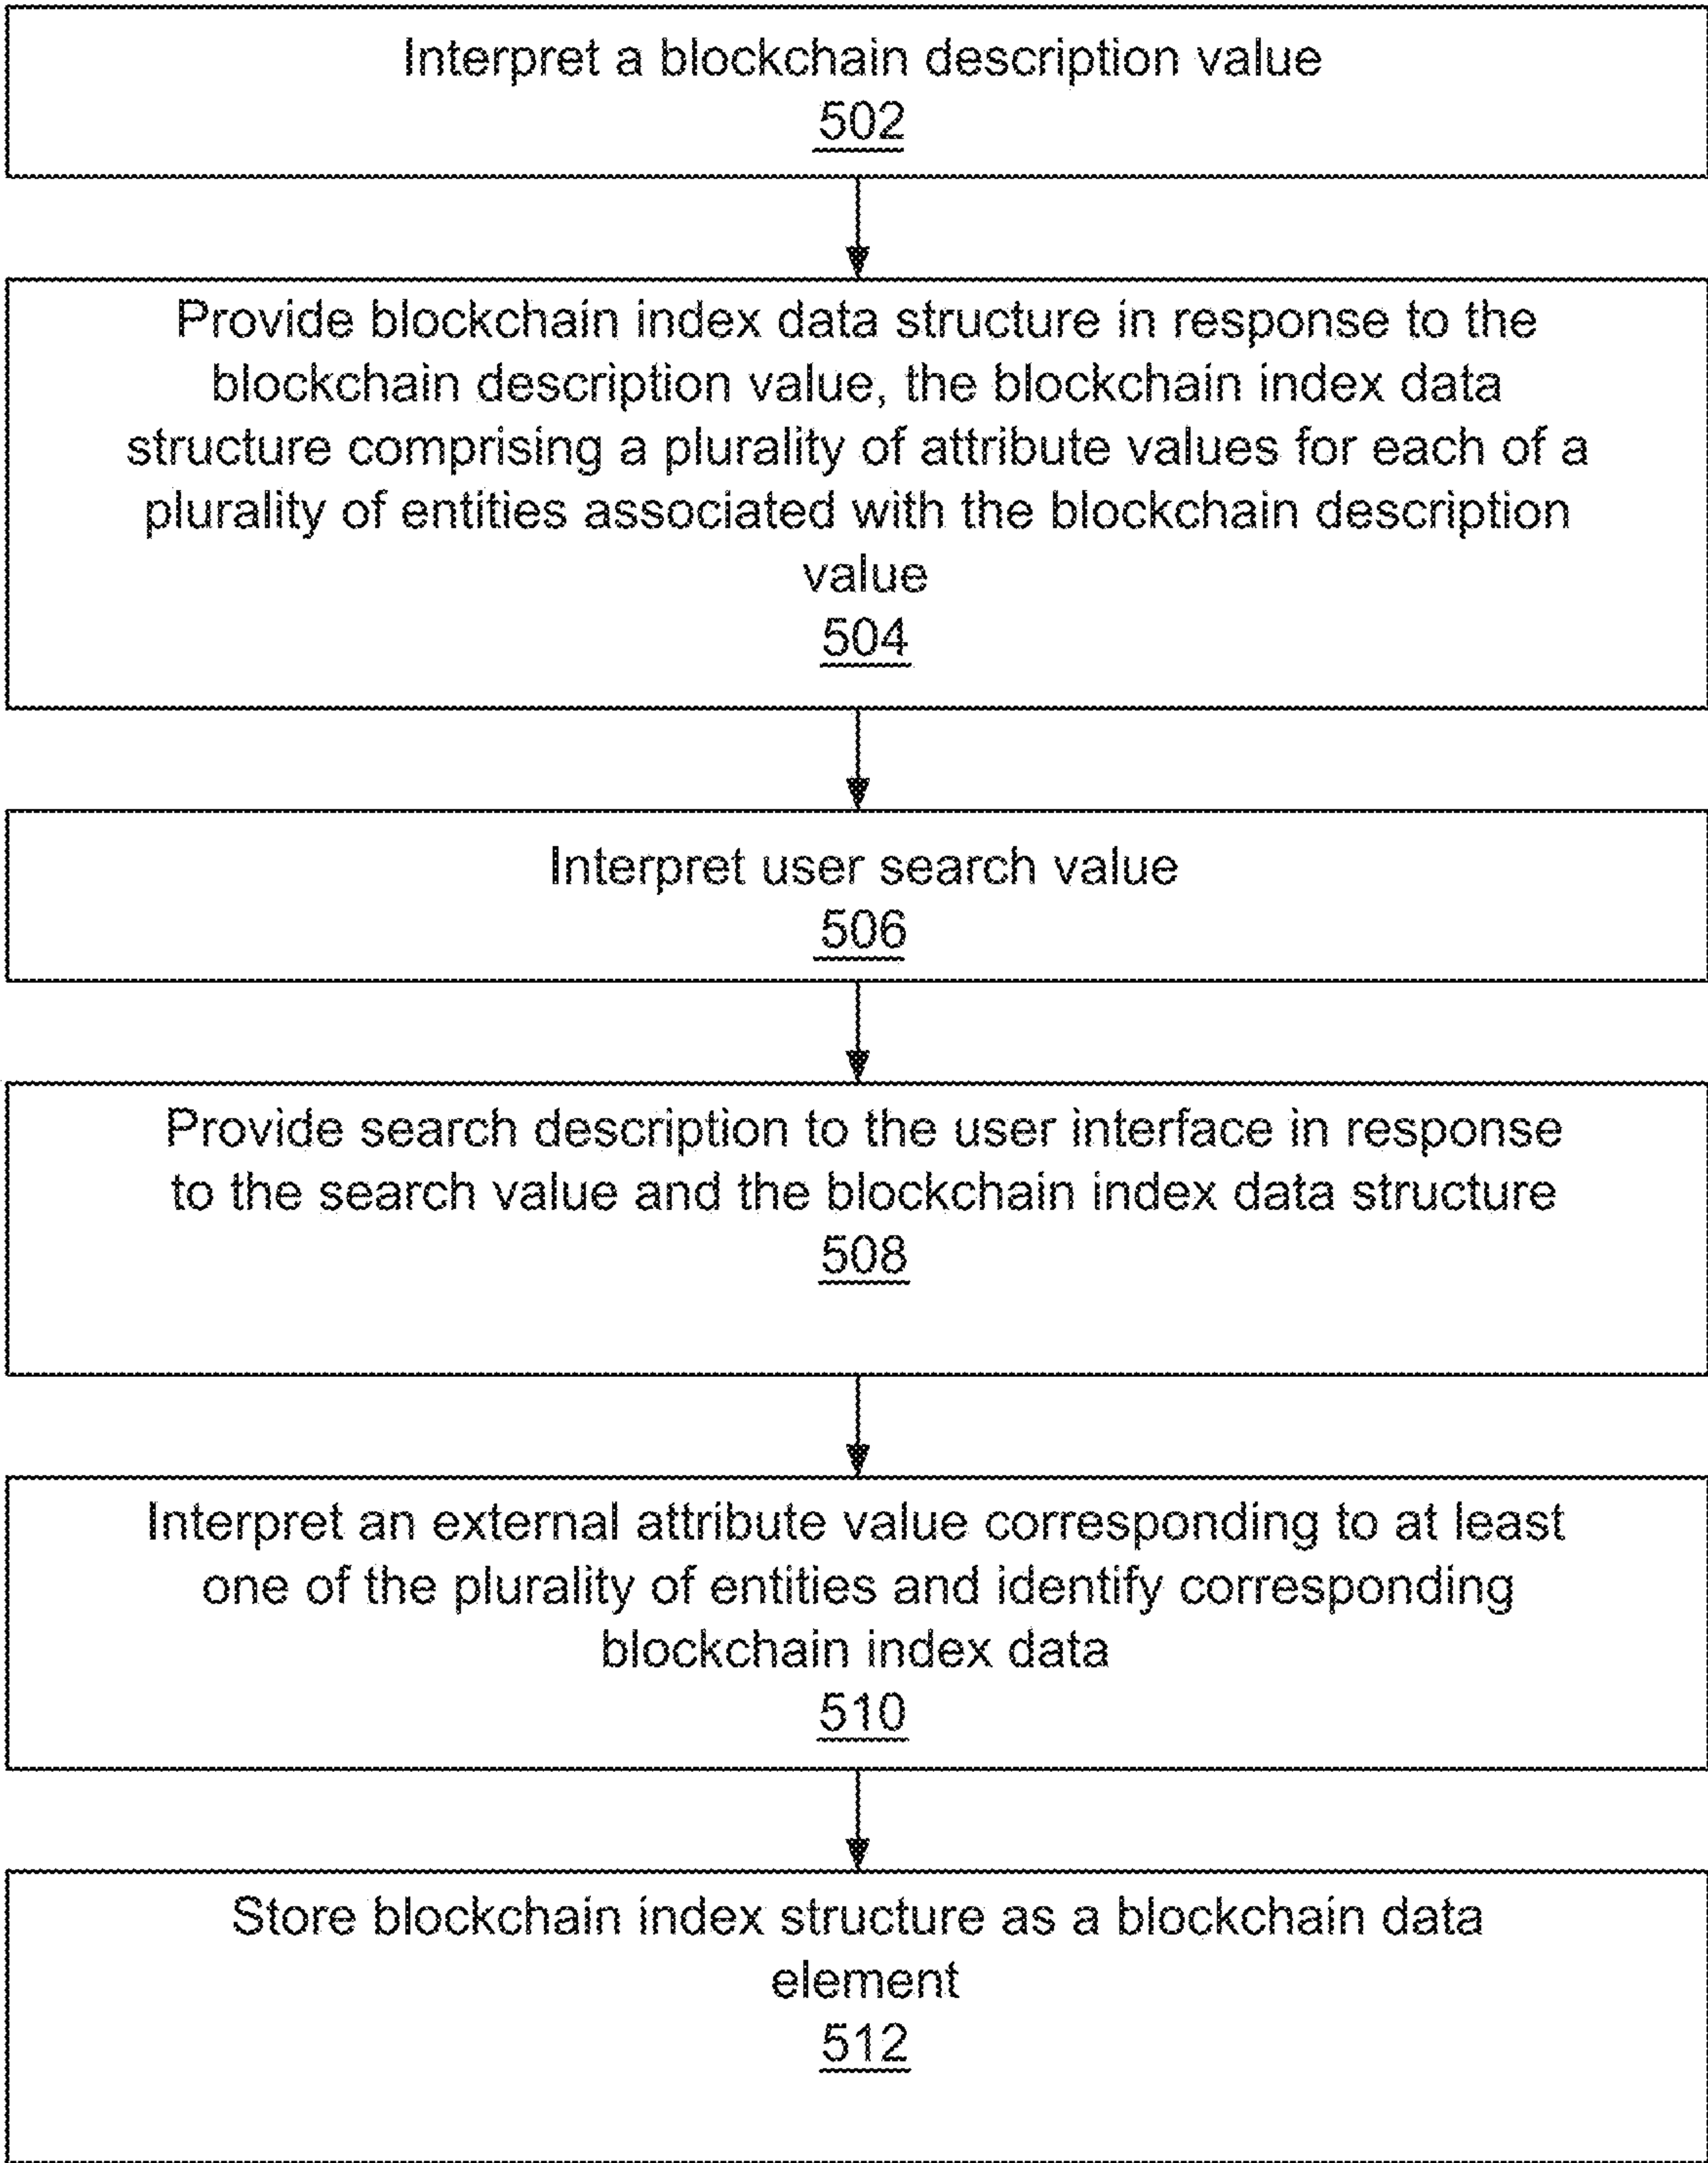 Interpret a blockchain description value
502
Provide blockchain index data structure in response to the
blockchain description value, the blockchain index data
structure comprising a plurality of attribute values for each of a
plurality of entities associated with the blockchain description
value
504
Interpret user search value
506
Provide search description to the user interface in response
to the search value and the blockchain index data structure
508
Interpret an external attribute value corresponding to at least
one of the plurality of entities and identify corresponding
blockchain index data
510
Store blockchain index structure as a blockchain data
element
512